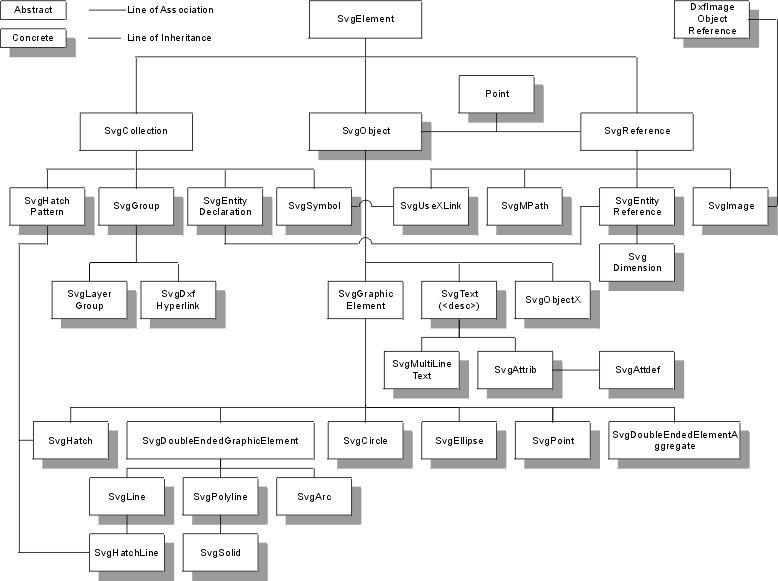 Abstract
Line of Association
Concrete
Line of Inheritance
SvgElement
DxfImage
Object
Reference
Point
SvgCollection
SvgObject
SvgReference
SvgHatch
Pattern
SvgGroup
SvgEntity
Declaration
SvgSymbol
SvgUseXLink
SvgMPath
SvgEntity
Reference
SvgImage
Svg
Dimension
SvgLayer
Group
SvgDxf
Hyperlink
SvgGraphic
Element
SvgText
(<desc>)
SvgObjectX
SvgMultiLine
Text
SvgAttrib
SvgAttdef
SvgHatch
SvgDoubleEndedGraphicElement
SvgCircle
SvgEllipse
SvgPoint
SvgDoubleEndedElementA
ggregate
SvgLine
SvgPolyline
SvgArc
SvgHatchLine
SvgSolid